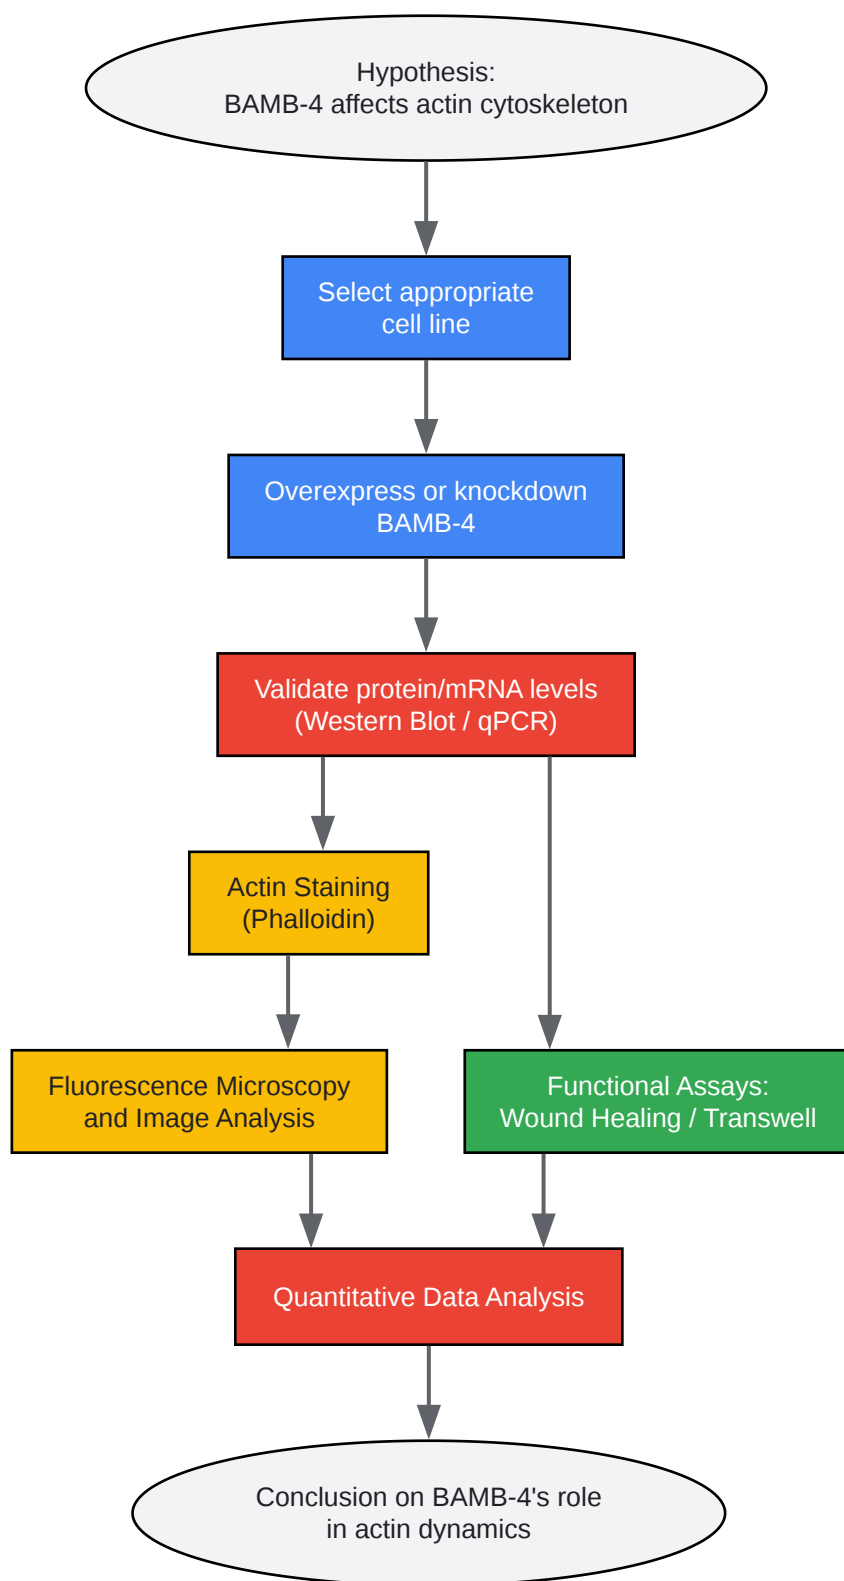 Hypothesis:
BAMB-4 affects actin cytoskeleton
Select appropriate
cell line
Overexpress or knockdown
BAMB-4
Validate protein/mRNA levels
(Western Blot / qPCR)
Actin Staining
(Phalloidin)
Fluorescence Microscopy
and Image Analysis
Functional Assays:
Wound Healing / Transwell
Quantitative Data Analysis
Conclusion on BAMB-4's role
in actin dynamics